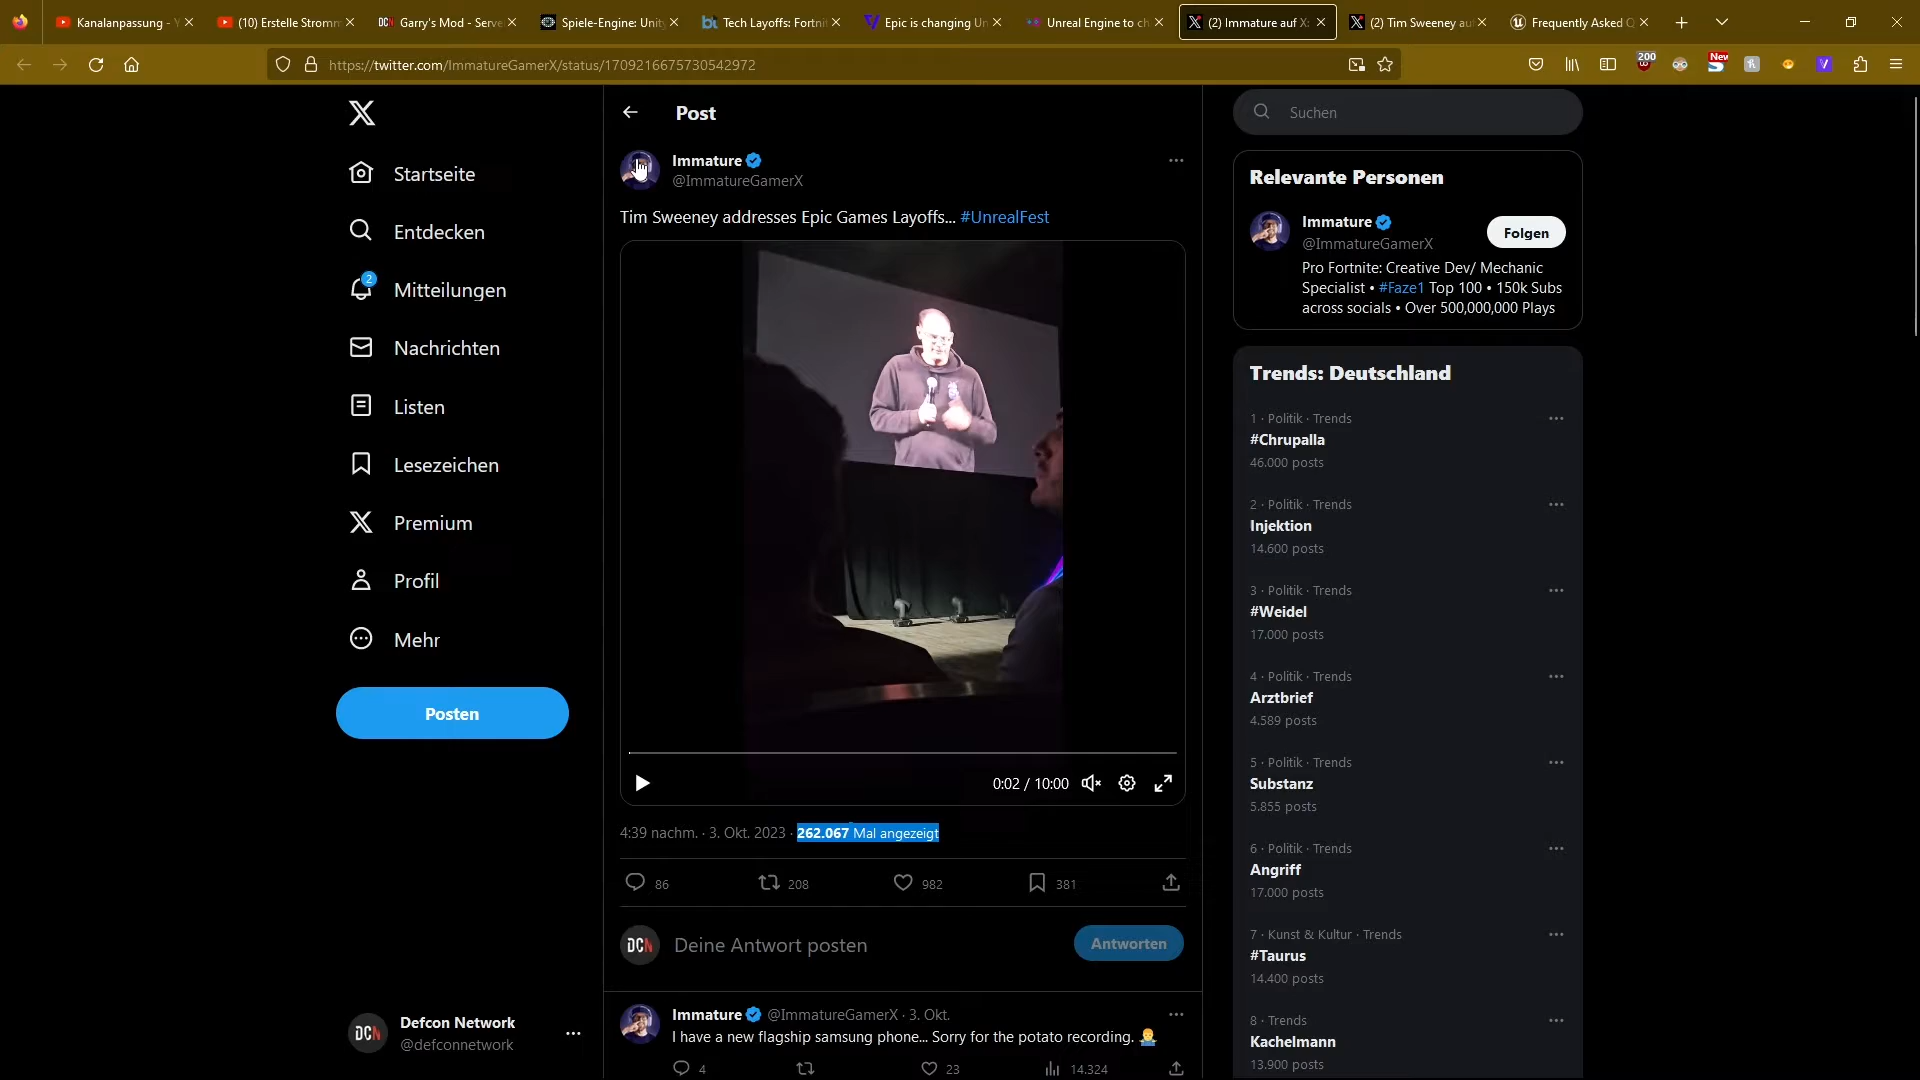 Kanalanpassung - Y
(10) Erstelle Stromm
Garry's Mod - Serve
Spiele-Engine: Unity
Tech Layoffs: Fortni
Epic is changing Un
Unreal Engine to ch
(2) Immature auf X:
(2) Tim Sweeney au
Frequently Asked Q
https://twitter.com/ImmatureGamerX/status/1709216675730542972
200
New
Startseite
Entdecken
2
Mitteilungen
Nachrichten
Listen
Lesezeichen
Premium
Profil
Mehr
Posten
DCN
Defcon Network
@defconnetwork
Post
Immature
@ImmatureGamerX
Tim Sweeney addresses Epic Games Layoffs... #UnrealFest
0:02 / 10:00
4:39 nachm. · 3. Okt. 2023 · 262.067 Mal angezeigt
86
208
982
381
DCN
Deine Antwort posten
Antworten
Immature @ImmatureGamerX · 3. Okt.
I have a new flagship samsung phone... Sorry for the potato recording. 🤷‍♂️
4
23
14.324
Suchen
Relevante Personen
Immature
@ImmatureGamerX
Folgen
Pro Fortnite: Creative Dev/ Mechanic
Specialist • #Faze1 Top 100 • 150k Subs
across socials • Over 500,000,000 Plays
Trends: Deutschland
1 · Politik · Trends
#Chrupalla
46.000 posts
2 · Politik · Trends
Injektion
14.600 posts
3 · Politik · Trends
#Weidel
17.000 posts
4 · Politik · Trends
Arztbrief
4.589 posts
5 · Politik · Trends
Substanz
5.855 posts
6 · Politik · Trends
Angriff
17.000 posts
7 · Kunst & Kultur · Trends
#Taurus
14.400 posts
8 · Trends
Kachelmann
13.900 posts